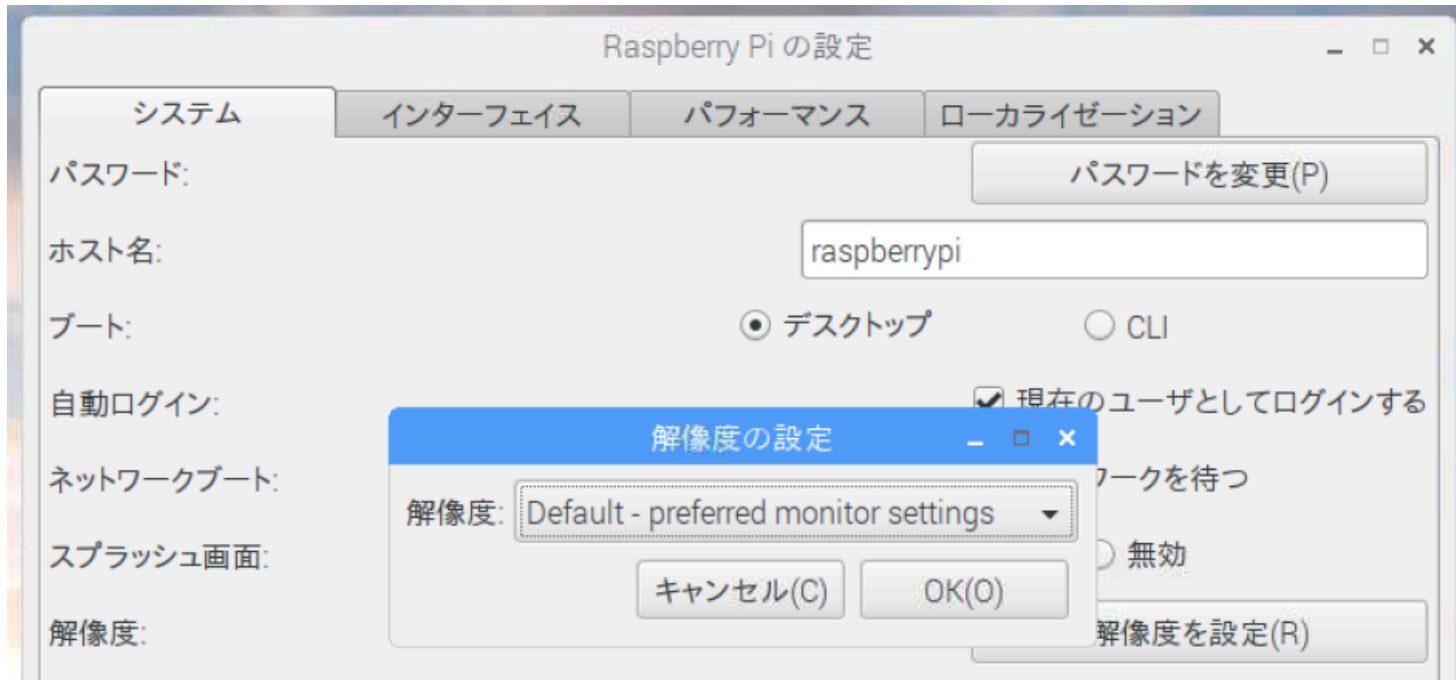 Raspberry Pi の設定
システム インターフェイス パフォーマンス ローカライゼーション
パスワード: パスワードを変更(P)
ホスト名: raspberrypi
ブート: デスクトップ CLI
自動ログイン: 現在のユーザとしてログインする
解像度の設定
ネットワークブート: ワークを待つ
解像度: Default - preferred monitor settings
スプラッシュ画面: 無効
キャンセル(C) OK(O)
解像度: 解像度を設定(R)